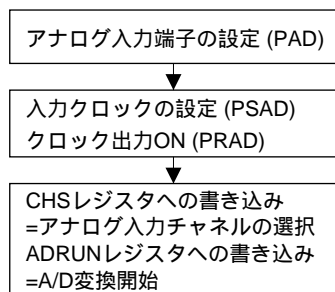 アナログ入力端子の設定 (PAD)
入力クロックの設定 (PSAD)
クロック出力ON (PRAD)
CHSレジスタへの書き込み
=アナログ入力チャネルの選択
ADRUNレジスタへの書き込み
=A/D変換開始